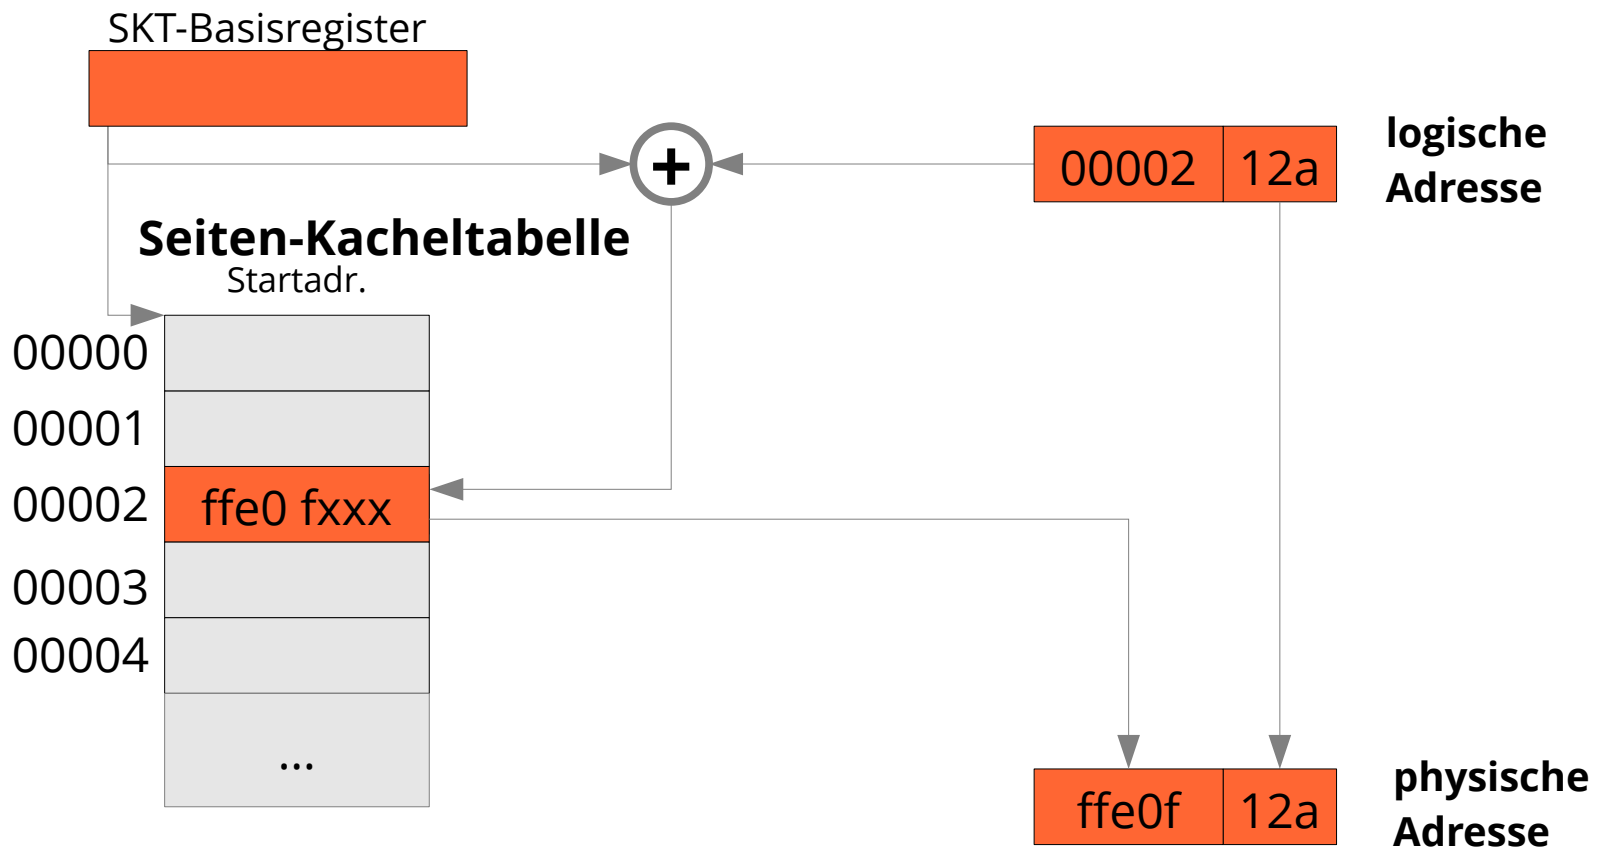 SKT-Basisregister
+
00002 12a
logische
Adresse
Seiten-Kacheltabelle
Startadr.
00000
00001
00002 ffe0 fxxx
00003
00004
...
ffe0f 12a
physische
Adresse